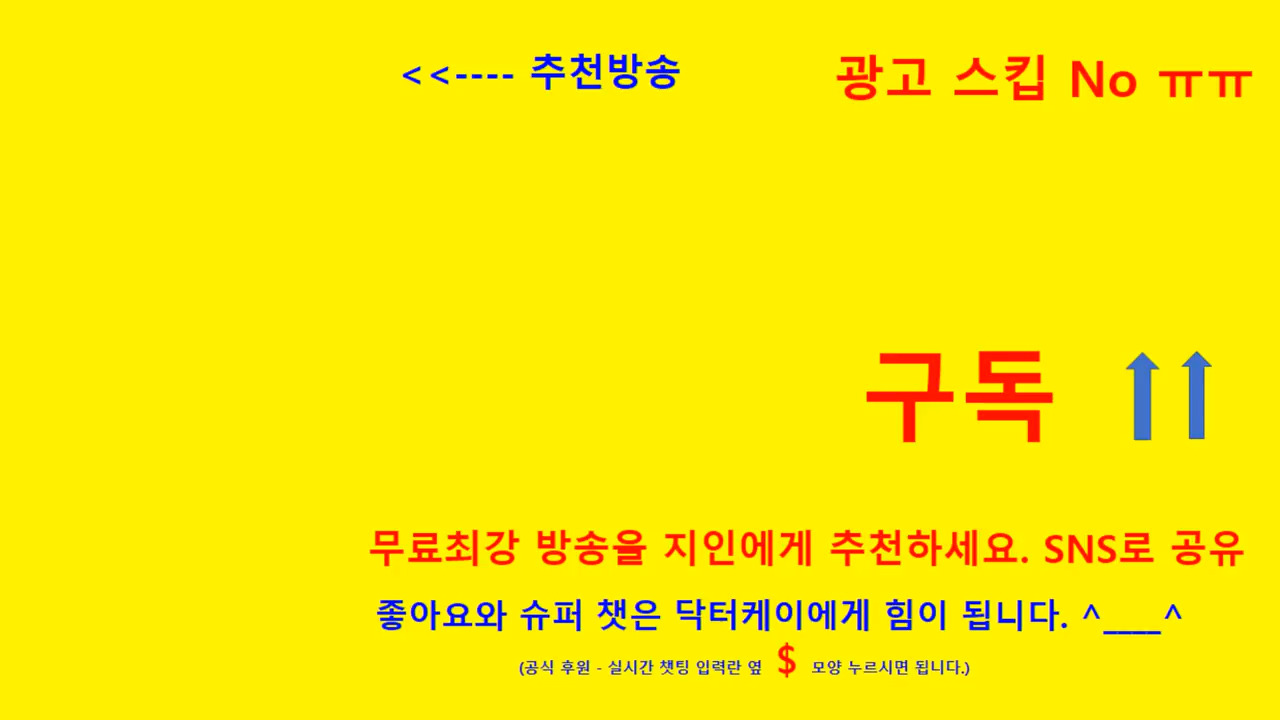 <<---- 추천방송
광고 스킵 No ㅠㅠ
구독
무료최강 방송을 지인에게 추천하세요. SNS로 공유
좋아요와 슈퍼 챗은 닥터케이에게 힘이 됩니다. ^____^
(공식 후원 - 실시간 챗팅 입력란 옆 $ 모양 누르시면 됩니다.)